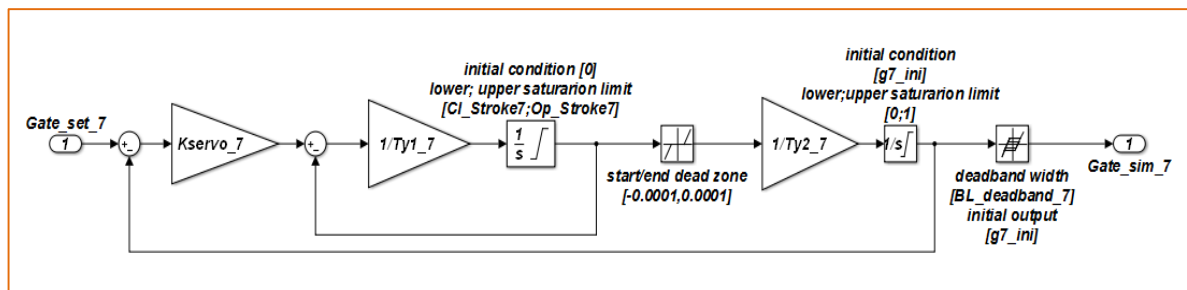 Gate_set_7
1
+_
Kservo_7
+_
1/Ty1_7
initial condition [0]
lower; upper saturarion limit
[Cl_Stroke7;Op_Stroke7]
1
s
start/end dead zone
[-0.0001,0.0001]
1/Ty2_7
initial condition
[g7_ini]
lower;upper saturarion limit
[0;1]
1/s
deadband width
[BL_deadband_7]
initial output
[g7_ini]
1
Gate_sim_7